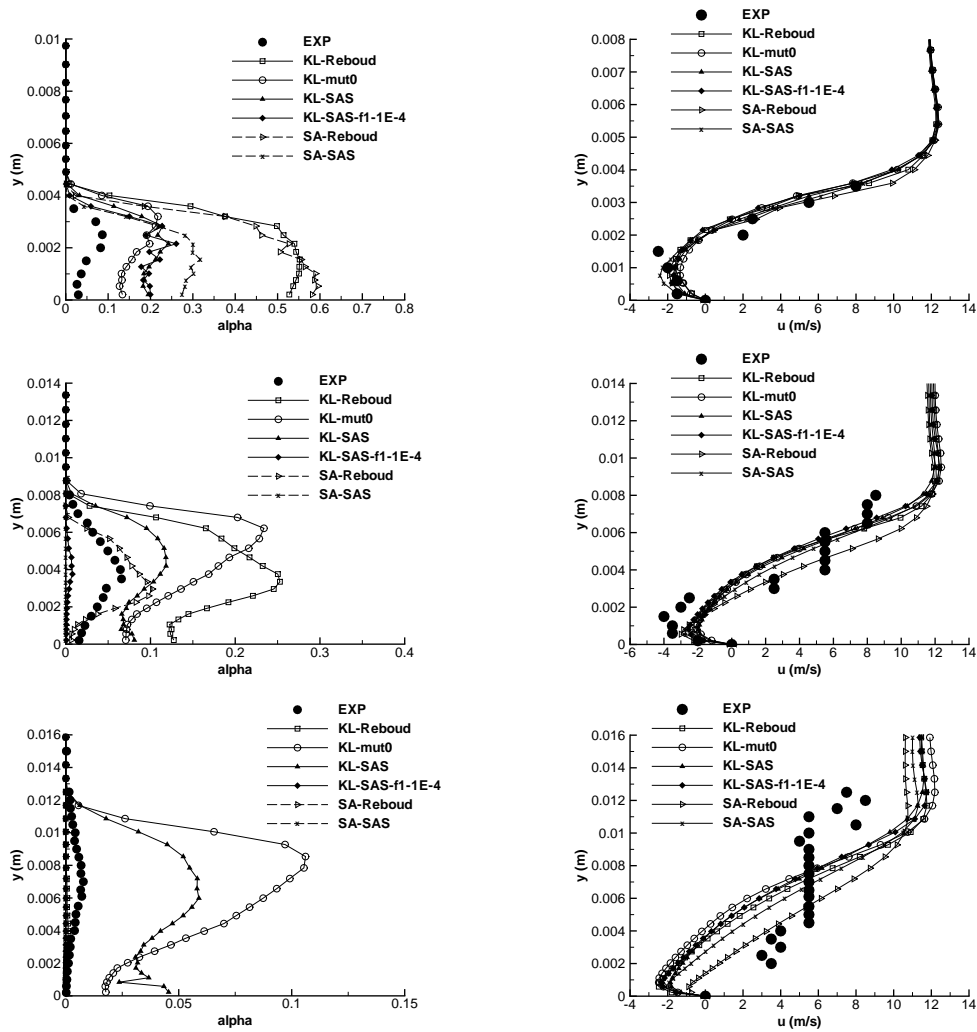 EXP
KL-Reboud
KL-mut0
KL-SAS
KL-SAS-f1-1E-4
SA-Reboud
SA-SAS
y (m)
0.01
0.008
0.006
0.004
0.002
0
0 0.1 0.2 0.3 0.4 0.5 0.6 0.7 0.8
alpha
EXP
KL-Reboud
KL-mut0
KL-SAS
KL-SAS-f1-1E-4
SA-Reboud
SA-SAS
y (m)
0.008
0.007
0.006
0.005
0.004
0.003
0.002
0.001
0
-4 -2 0 2 4 6 8 10 12 14
u (m/s)
EXP
KL-Reboud
KL-mut0
KL-SAS
KL-SAS-f1-1E-4
SA-Reboud
SA-SAS
y (m)
0.014
0.012
0.01
0.008
0.006
0.004
0.002
0
0 0.1 0.2 0.3 0.4
alpha
EXP
KL-Reboud
KL-mut0
KL-SAS
KL-SAS-f1-1E-4
SA-Reboud
SA-SAS
y (m)
0.014
0.012
0.01
0.008
0.006
0.004
0.002
0
-6 -4 -2 0 2 4 6 8 10 12 14
u (m/s)
EXP
KL-Reboud
KL-mut0
KL-SAS
KL-SAS-f1-1E-4
SA-Reboud
SA-SAS
y (m)
0.016
0.014
0.012
0.01
0.008
0.006
0.004
0.002
0
0 0.05 0.1 0.15
alpha
EXP
KL-Reboud
KL-mut0
KL-SAS
KL-SAS-f1-1E-4
SA-Reboud
SA-SAS
y (m)
0.016
0.014
0.012
0.01
0.008
0.006
0.004
0.002
0
-4 -2 0 2 4 6 8 10 12 14
u (m/s)